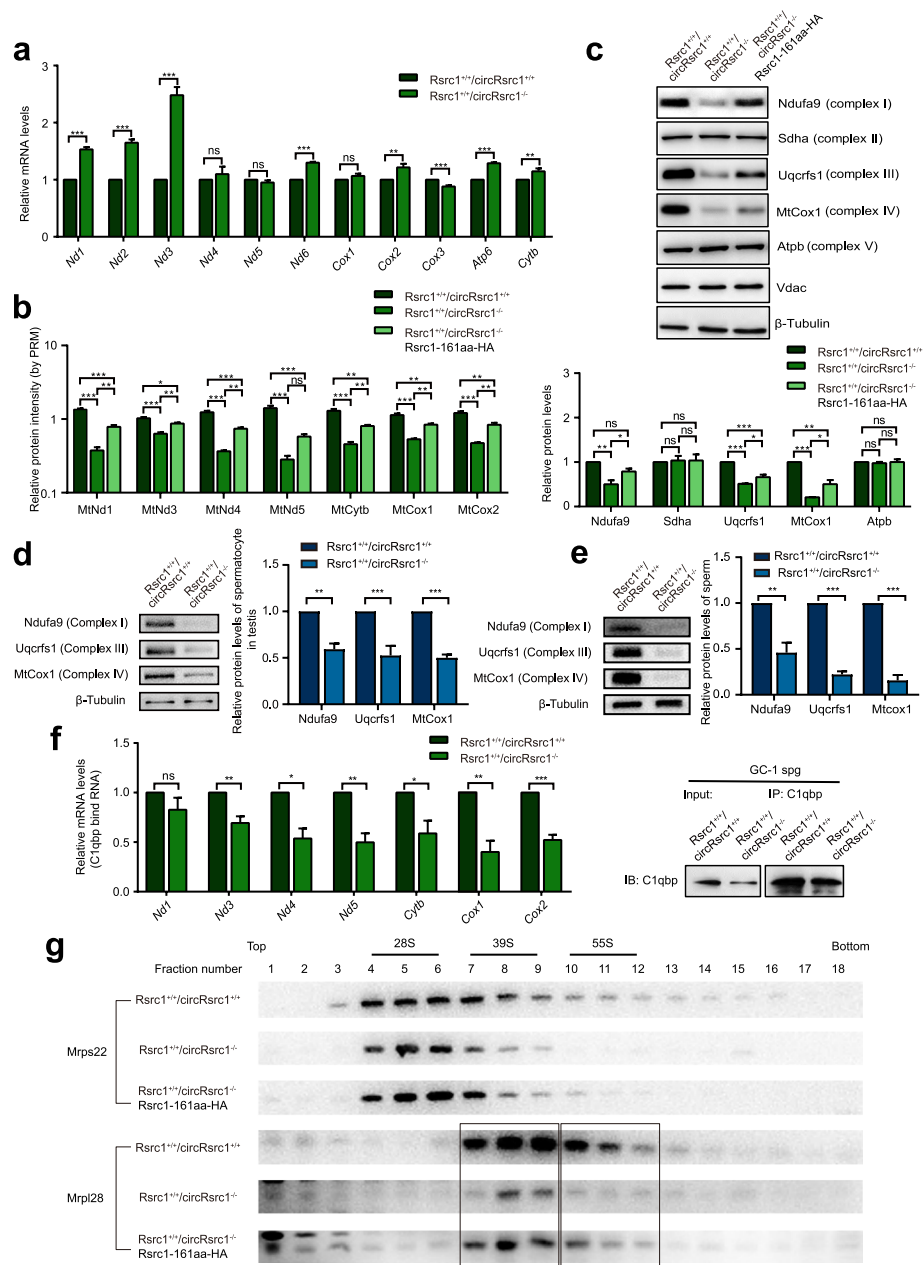 a
Rsrc1+/+/circRsrc1+/+
Rsrc1+/+/circRsrc1-/-
Relative mRNA levels
3
2
1
0
*** *** *** ns ns *** ns ** *** *** **
Nd1 Nd2 Nd3 Nd4 Nd5 Nd6 Cox1 Cox2 Cox3 Atp6 Cytb
b
Rsrc1+/+/circRsrc1+/+
Rsrc1+/+/circRsrc1-/-
Rsrc1+/+/circRsrc1-/-
Rsrc1-161aa-HA
Relative protein intensity (by PRM)
10
1
0.1
*** * *** *** ** ** **
*** ** *** ** *** ** *** ns *** ** *** ** *** **
MtNd1 MtNd3 MtNd4 MtNd5 MtCytb MtCox1 MtCox2
c
Rsrc1+/+/
circRsrc1+/+
Rsrc1+/+/
circRsrc1-/-
Rsrc1+/+/
circRsrc1-/-
Rsrc1-161aa-HA
Ndufa9 (complex I)
Sdha (complex II)
Uqcrfs1 (complex III)
MtCox1 (complex IV)
Atpb (complex V)
Vdac
β-Tubulin
Rsrc1+/+/circRsrc1+/+
Rsrc1+/+/circRsrc1-/-
Rsrc1+/+/circRsrc1-/-
Rsrc1-161aa-HA
Relative protein levels
3
2
1
0
ns ns *** ** ns
** * ns ns *** * *** * ns ns
Ndufa9 Sdha Uqcrfs1 MtCox1 Atpb
d
Rsrc1+/+/
circRsrc1+/+
Rsrc1+/+/
circRsrc1-/-
Ndufa9 (Complex I)
Uqcrfs1 (Complex III)
MtCox1 (Complex IV)
β-Tubulin
Rsrc1+/+/circRsrc1+/+
Rsrc1+/+/circRsrc1-/-
Relative protein levels of spermatocyte
in testis
1.5
1.0
0.5
0.0
** *** ***
Ndufa9 Uqcrfs1 MtCox1
e
Rsrc1+/+/
circRsrc1+/+
Rsrc1+/+/
circRsrc1-/-
Ndufa9 (Complex I)
Uqcrfs1 (Complex III)
MtCox1 (Complex IV)
β-Tubulin
Rsrc1+/+/circRsrc1+/+
Rsrc1+/+/circRsrc1-/-
Relative protein levels of sperm
1.5
1.0
0.5
0.0
** *** ***
Ndufa9 Uqcrfs1 Mtcox1
f
Rsrc1+/+/circRsrc1+/+
Rsrc1+/+/circRsrc1-/-
Relative mRNA levels
(C1qbp bind RNA)
1.5
1.0
0.5
0.0
ns ** * ** * ** ***
Nd1 Nd3 Nd4 Nd5 Cytb Cox1 Cox2
GC-1 spg
Input: IP: C1qbp
Rsrc1+/+/
circRsrc1+/+
Rsrc1+/+/
circRsrc1-/-
Rsrc1+/+/
circRsrc1+/+
Rsrc1+/+/
circRsrc1-/-
IB: C1qbp
g
Top 28S 39S 55S Bottom
Fraction number 1 2 3 4 5 6 7 8 9 10 11 12 13 14 15 16 17 18
Mrps22
Rsrc1+/+/circRsrc1+/+
Rsrc1+/+/circRsrc1-/-
Rsrc1+/+/circRsrc1-/-
Rsrc1-161aa-HA
Mrpl28
Rsrc1+/+/circRsrc1+/+
Rsrc1+/+/circRsrc1-/-
Rsrc1+/+/circRsrc1-/-
Rsrc1-161aa-HA